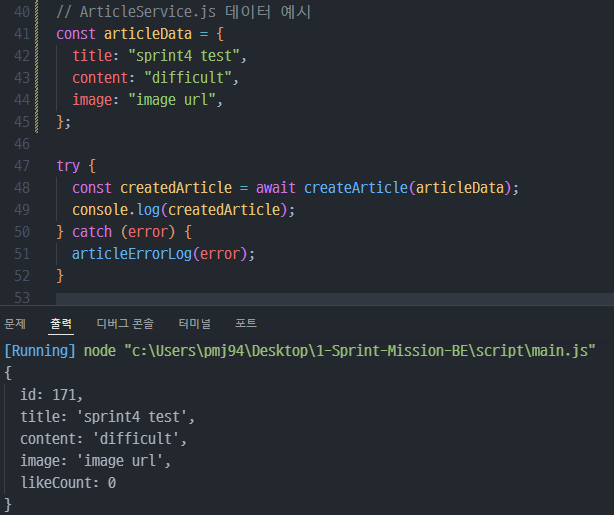 40 // ArticleService.js 데이터 예시
41 const articleData = {
42 title: "sprint4 test",
43 content: "difficult",
44 image: "image url",
45 };
46
47 try {
48 const createdArticle = await createArticle(articleData);
49 console.log(createdArticle);
50 } catch (error) {
51 articleErrorLog(error);
52 }
53
문제 출력 디버그 콘솔 터미널 포트
[Running] node "c:\Users\pmj94\Desktop\1-Sprint-Mission-BE\script\main.js"
{
id: 171,
title: 'sprint4 test',
content: 'difficult',
image: 'image url',
likeCount: 0
}